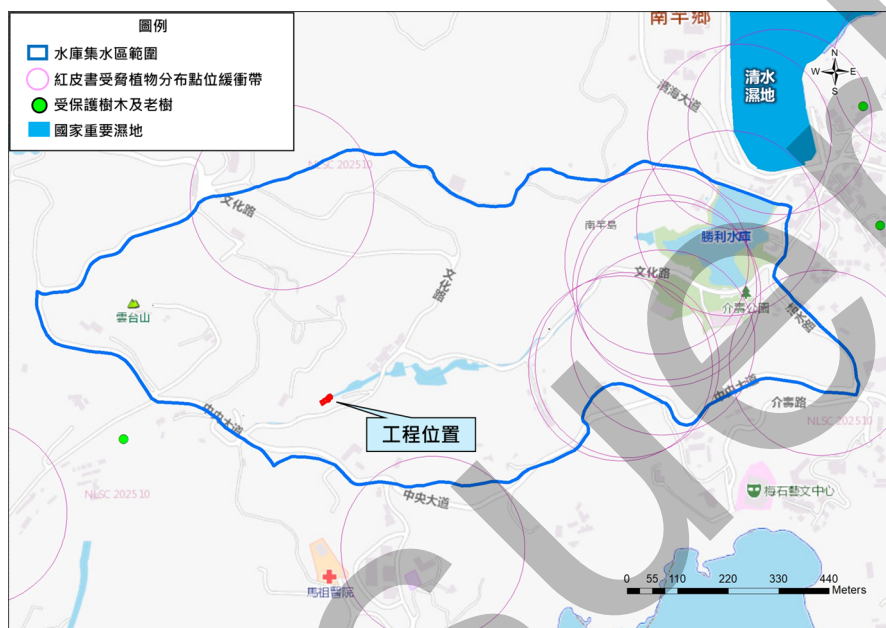 圖例
水庫集水區範圍
紅皮書受脅植物分布點位緩衝帶
受保護樹木及老樹
國家重要濕地
南竿鄉
清水
濕地
N
W
E
S
濱海大道
NLSC 202510
文化路
南竿島
勝利水庫
文化路
文化路
雲台山
介壽公園
中央大道
中央大道
介壽路
工程位置
NLSC 202510
NLSC 202510
中央大道
梅石藝文中心
馬祖醫院
0 55 110 220 330 440
Meters